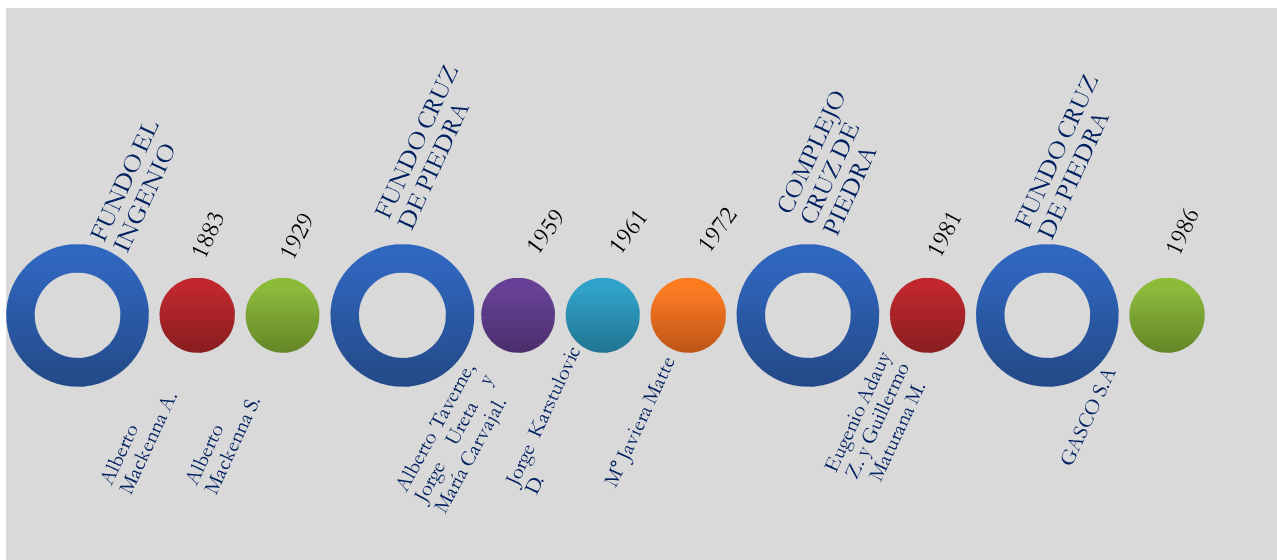 FUNDO EL
INGENIO
1883
Alberto
Mackenna A.
1929
Alberto
Mackenna S.
FUNDO CRUZ
DE PIEDRA
1959
Alberto Taverne,
Jorge Ureta y
María Carvajal.
1961
Jorge Karstulovic
D.
1972
Mº Javiera Matte
COMPLEJO
CRUZ DE
PIEDRA
1981
Eugenio Adauy
Z. y Guillermo
Maturana M.
FUNDO CRUZ
DE PIEDRA
1986
GASCO S.A